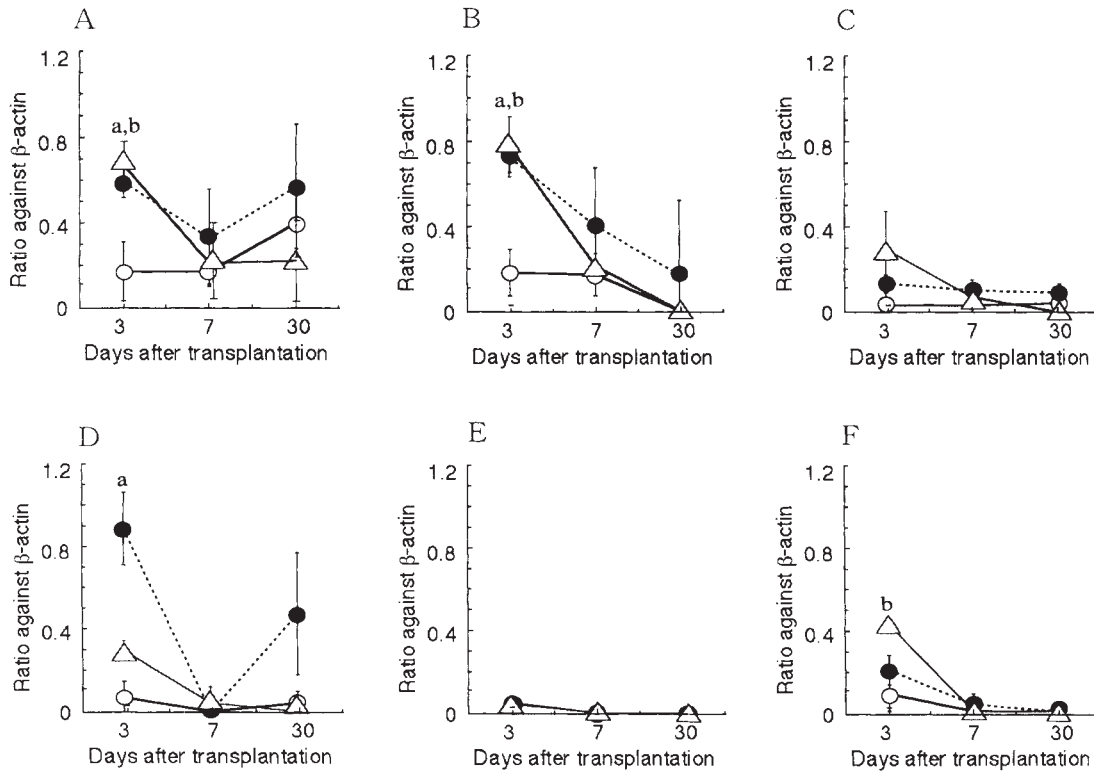 A
B
C
1.2
0.8
0.4
0
Ratio against β-actin
a,b
3
7
30
Days after transplantation
1.2
0.8
0.4
0
Ratio against β-actin
a,b
3
7
30
Days after transplantation
1.2
0.8
0.4
0
Ratio against β-actin
3
7
30
Days after transplantation
D
E
F
1.2
0.8
0.4
0
Ratio against β-actin
a
3
7
30
Days after transplantation
1.2
0.8
0.4
0
Ratio against β-actin
3
7
30
Days after transplantation
1.2
0.8
0.4
0
Ratio against β-actin
b
3
7
30
Days after transplantation